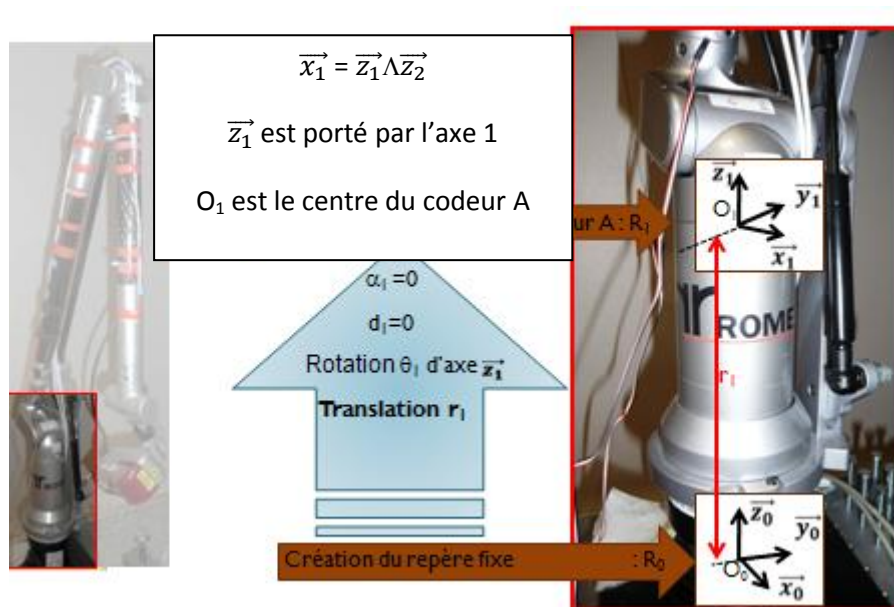 x₁ = z₁Λz₂
z₁ est porté par l’axe 1
O₁ est le centre du codeur A
ur A : R₁
α₁ =0
d₁=0
Rotation θ₁ d'axe z₁
Translation r₁
Création du repère fixe : R₀
z₁
y₁
O₁
x₁
ROME
r₁
z₀
y₀
O₀
x₀